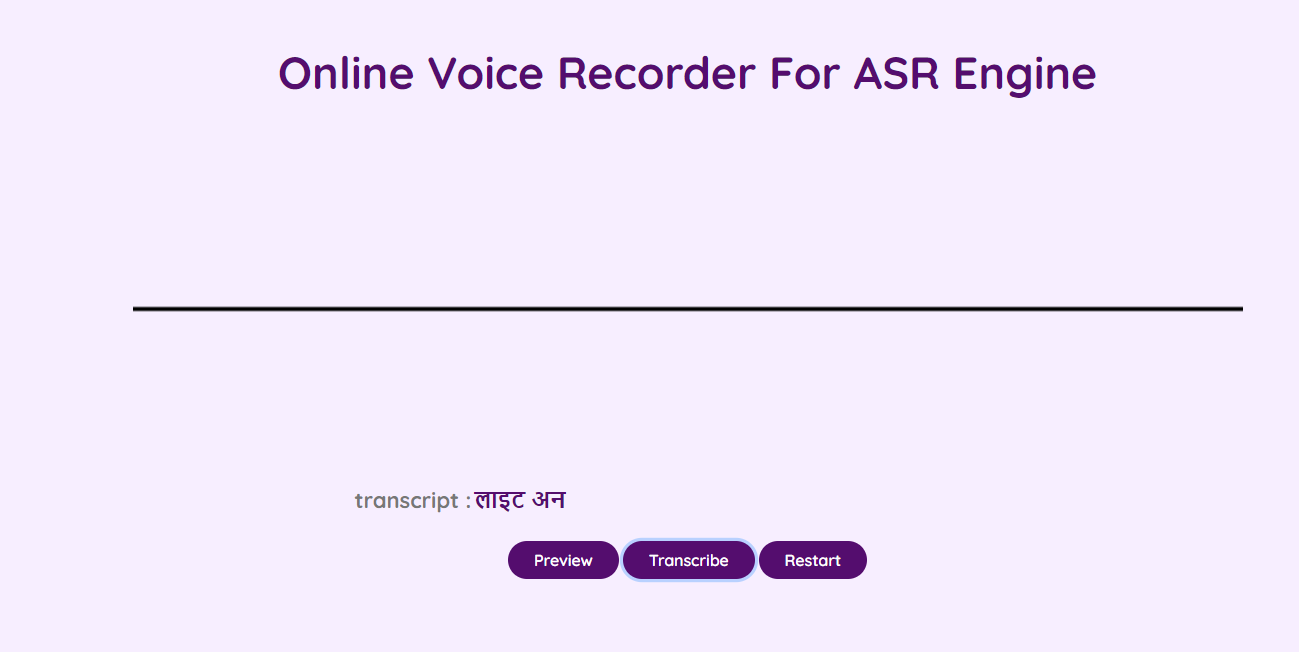 Online Voice Recorder For ASR Engine
transcript : लाइट अन
Preview Transcribe Restart